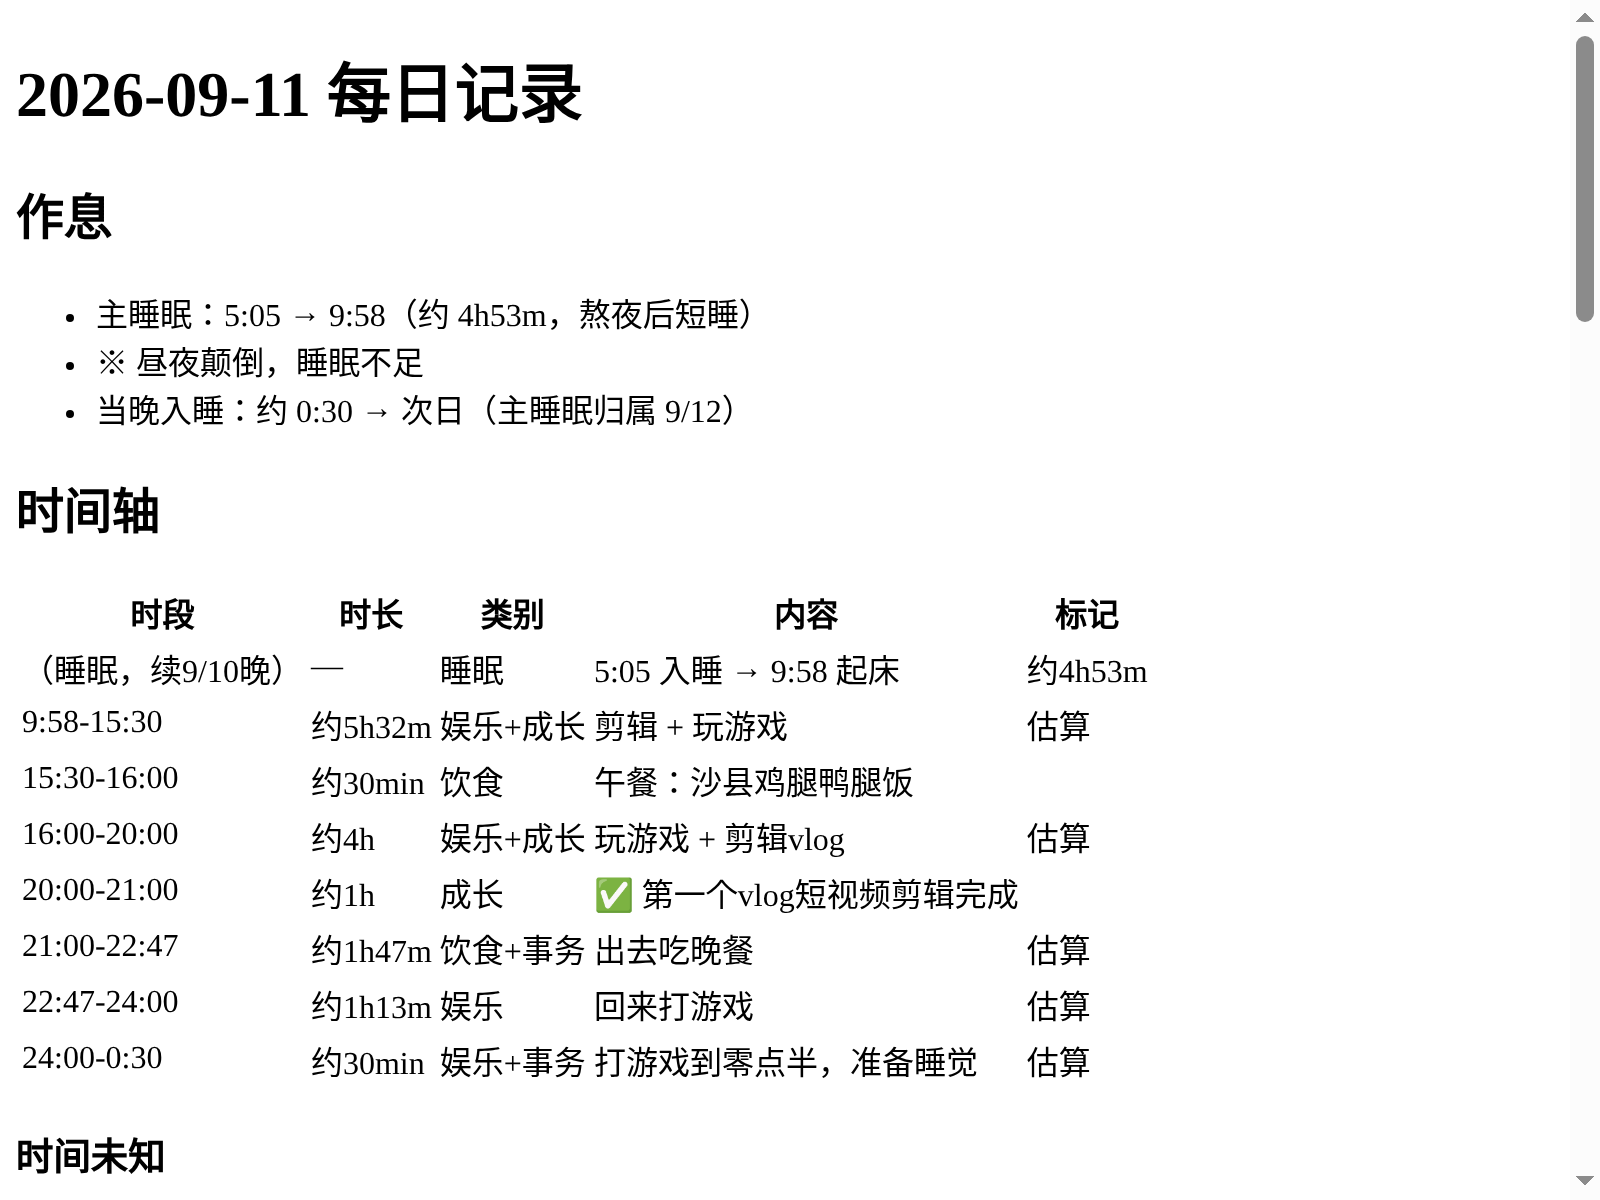 2026-09-11 每日记录
作息
主睡眠：5:05 → 9:58（约 4h53m，熬夜后短睡）
※ 昼夜颠倒，睡眠不足
当晚入睡：约 0:30 → 次日（主睡眠归属 9/12）
时间轴
时段 时长 类别 内容 标记
（睡眠，续9/10晚） — 睡眠 5:05 入睡 → 9:58 起床 约4h53m
9:58-15:30 约5h32m 娱乐+成长 剪辑 + 玩游戏 估算
15:30-16:00 约30min 饮食 午餐：沙县鸡腿鸭腿饭
16:00-20:00 约4h 娱乐+成长 玩游戏 + 剪辑vlog 估算
20:00-21:00 约1h 成长 ✅ 第一个vlog短视频剪辑完成
21:00-22:47 约1h47m 饮食+事务 出去吃晚餐 估算
22:47-24:00 约1h13m 娱乐 回来打游戏 估算
24:00-0:30 约30min 娱乐+事务 打游戏到零点半，准备睡觉 估算
时间未知